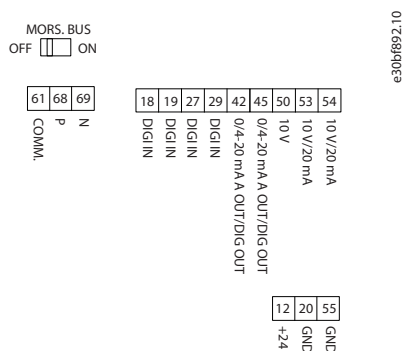 MORS. BUS
OFF ON
e30bf892.10
61 68 69
COMM.
P
N
18 19 27 29 42 45 50 53 54
DIGI IN
DIGI IN
DIGI IN
DIGI IN
0/4-20 mA A OUT/DIG OUT
0/4-20 mA A OUT/DIG OUT
10 V
10 V/20 mA
10 V/20 mA
12 20 55
+24
GND
GND